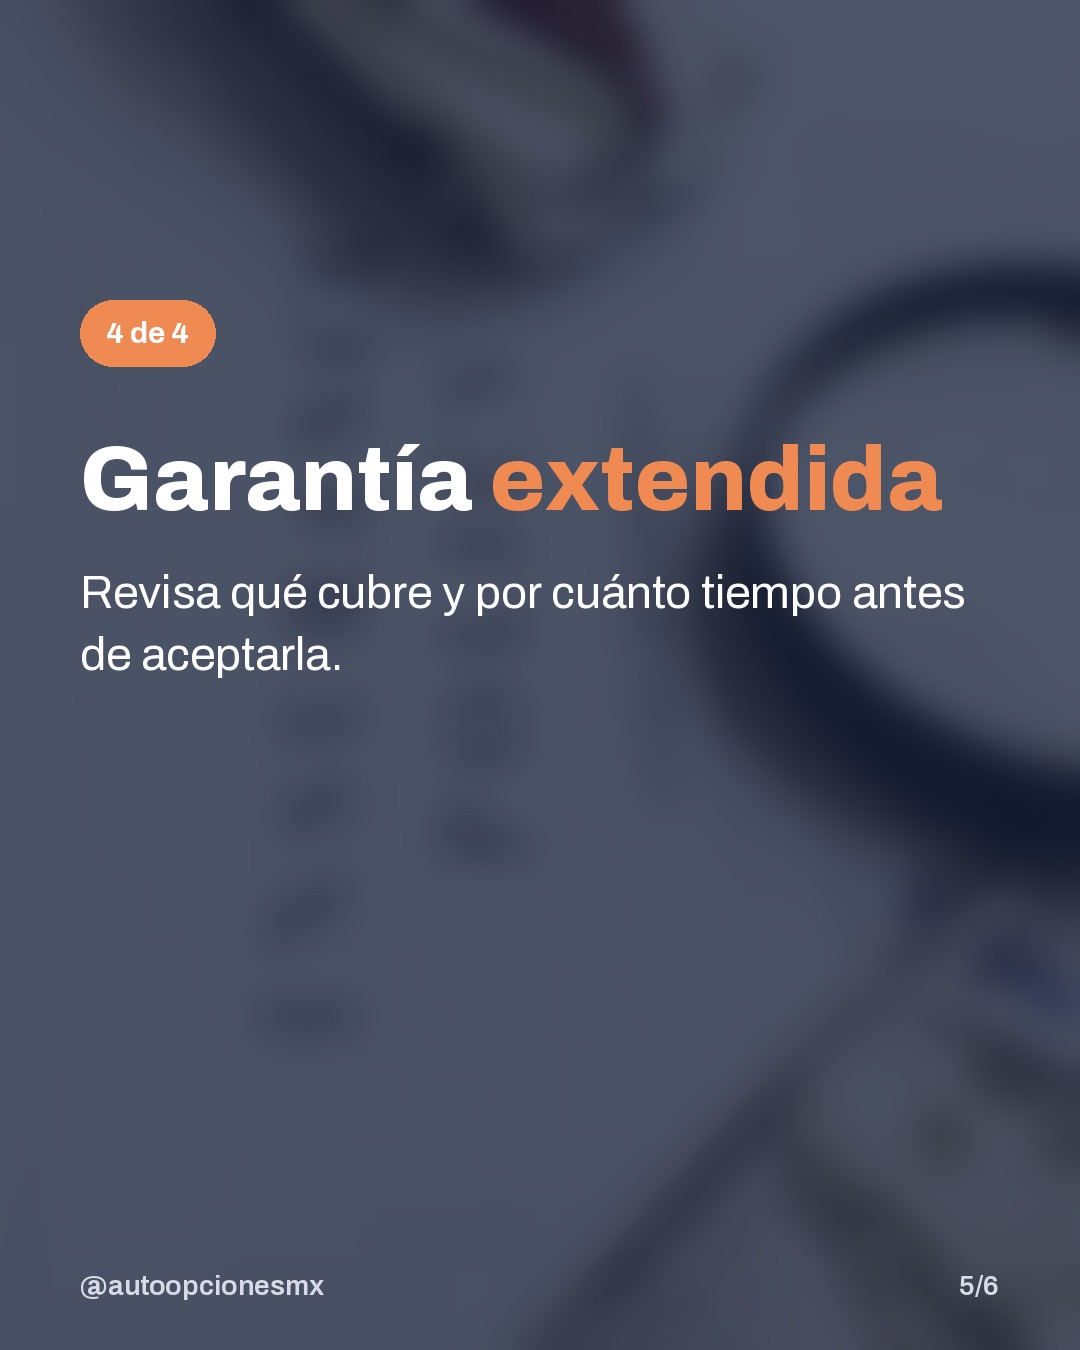 4 de 4
Garantía extendida
Revisa qué cubre y por cuánto tiempo antes
de aceptarla.
@autoopcionesmx
5/6